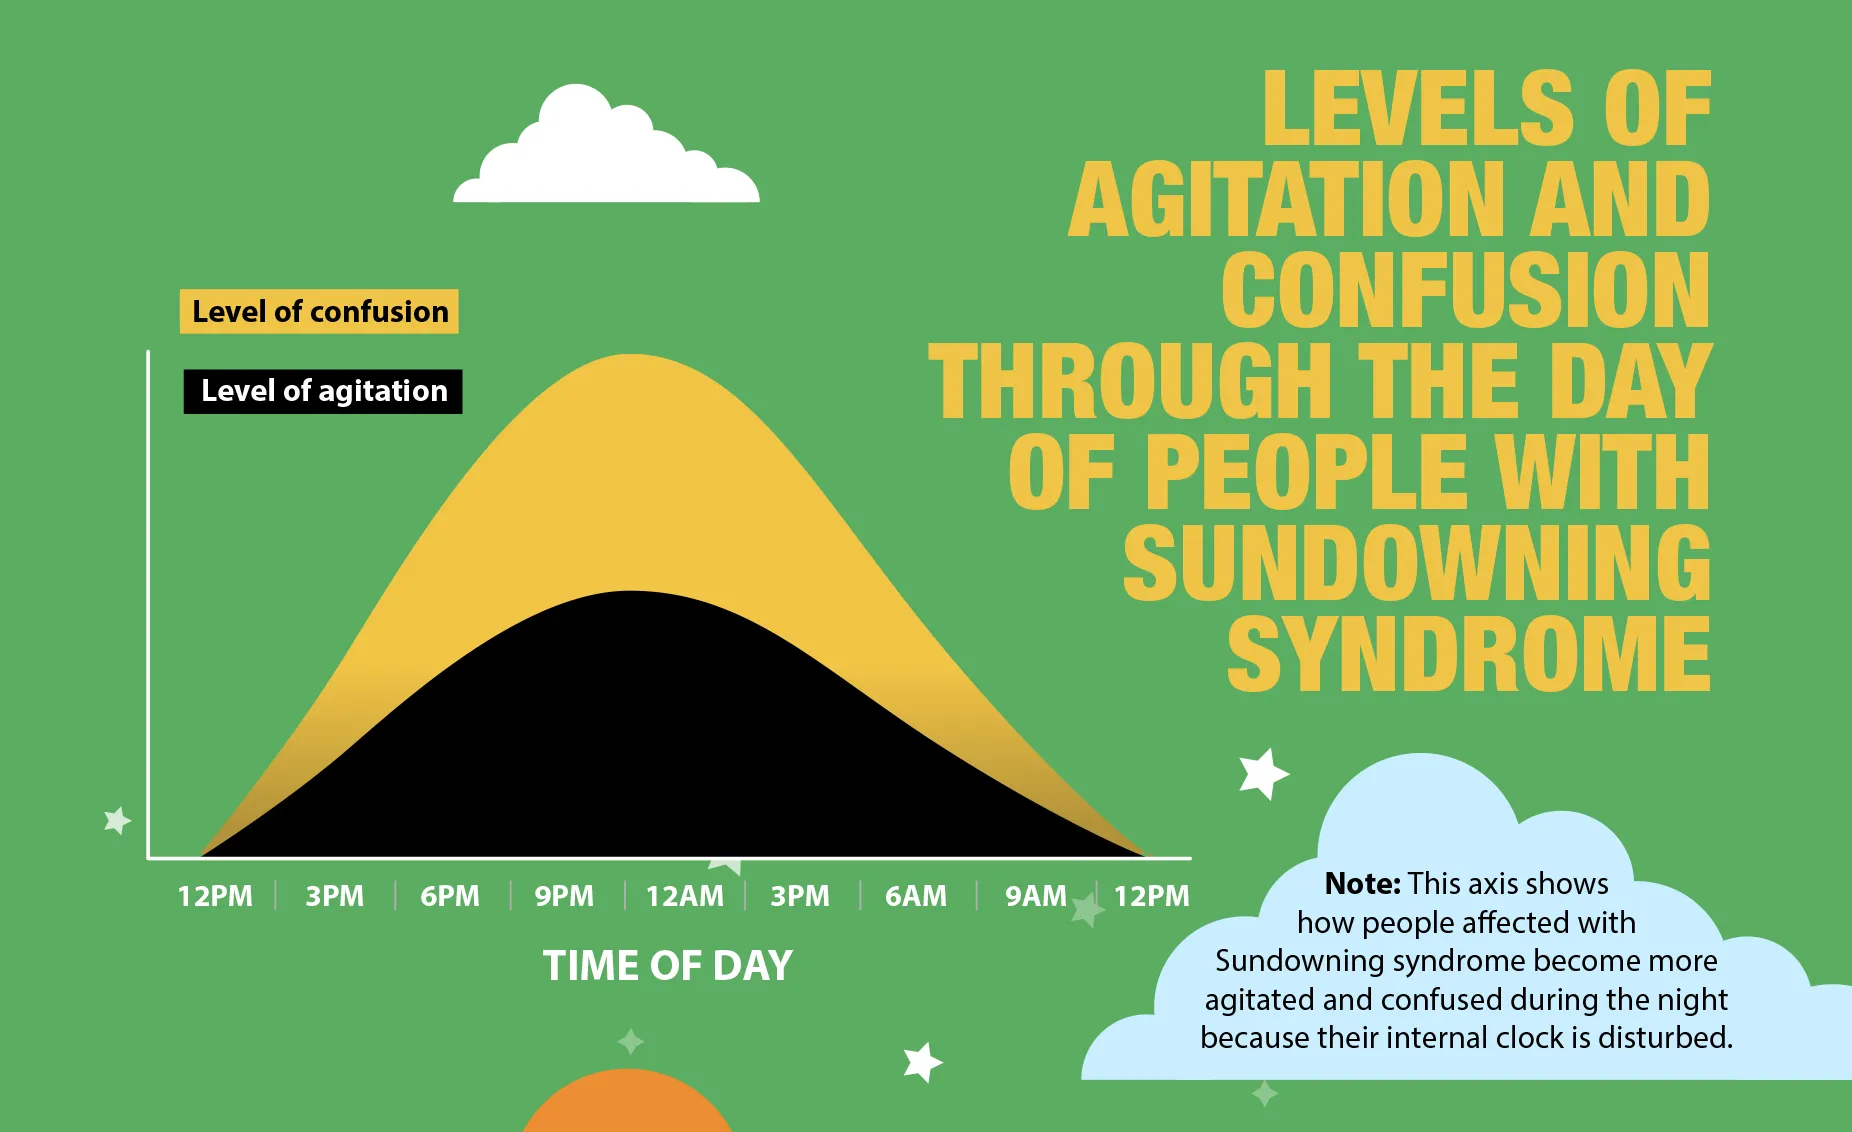 LEVELS OF
AGITATION AND
CONFUSION
THROUGH THE DAY
OF PEOPLE WITH
SUNDOWNING
SYNDROME
Level of confusion
Level of agitation
12PM | 3PM | 6PM | 9PM | 12AM | 3PM | 6AM | 9AM | 12PM
TIME OF DAY
Note: This axis shows
how people affected with
Sundowning syndrome become more
agitated and confused during the night
because their internal clock is disturbed.